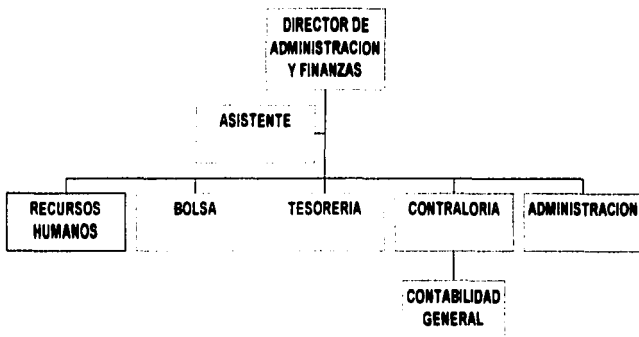 DIRECTOR DE
ADMINISTRACION
Y FINANZAS
ASISTENTE
RECURSOS
HUMANOS
BOLSA
TESORERIA
CONTRALORIA
ADMINISTRACION
CONTABILIDAD
GENERAL